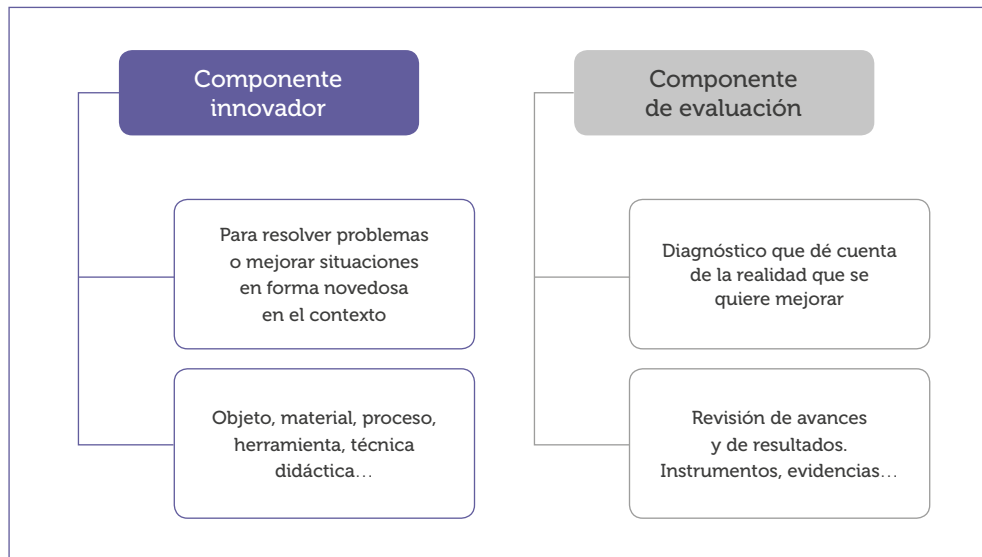 Componente
innovador
Para resolver problemas
o mejorar situaciones
en forma novedosa
en el contexto
Objeto, material, proceso,
herramienta, técnica
didáctica…
Componente
de evaluación
Diagnóstico que dé cuenta
de la realidad que se
quiere mejorar
Revisión de avances
y de resultados.
Instrumentos, evidencias…